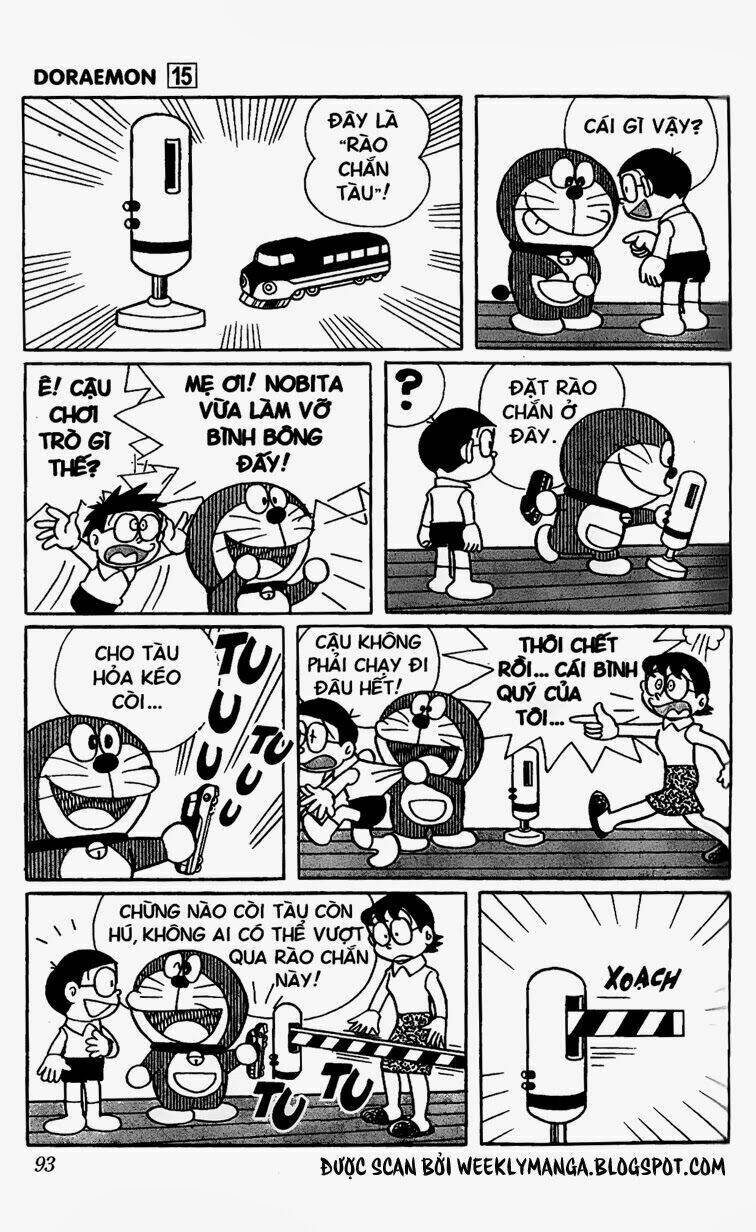 DORAEMON 15
CÁI GÌ VẬY?
ĐÂY LÀ
"RÀO
CHẮN
TÀU"!
ĐẶT RÀO
CHẮN Ở
ĐÂY.
?
MẸ ƠI! NOBITA
VỪA LÀM VỠ
BÌNH BÔNG
ĐẤY!
Ê! CẬU
CHƠI
TRÒ GÌ
THẾ?
THÔI CHẾT
RỒI... CÁI BÌNH
QUÝ CỦA
TÔI...
CẬU KHÔNG
PHẢI CHẠY ĐI
ĐÂU HẾT!
CHO TÀU
HỎA KÉO
CÒI...
TU
U
U
U
TU
U
U
XOẠCH
CHỪNG NÀO CÒI TÀU CÒN
HÚ, KHÔNG AI CÓ THỂ VƯỢT
QUA RÀO CHẮN
NÀY!
TU
TU
93
ĐƯỢC SCAN BỞI WEEKLYMANGA.BLOGSPOT.COM